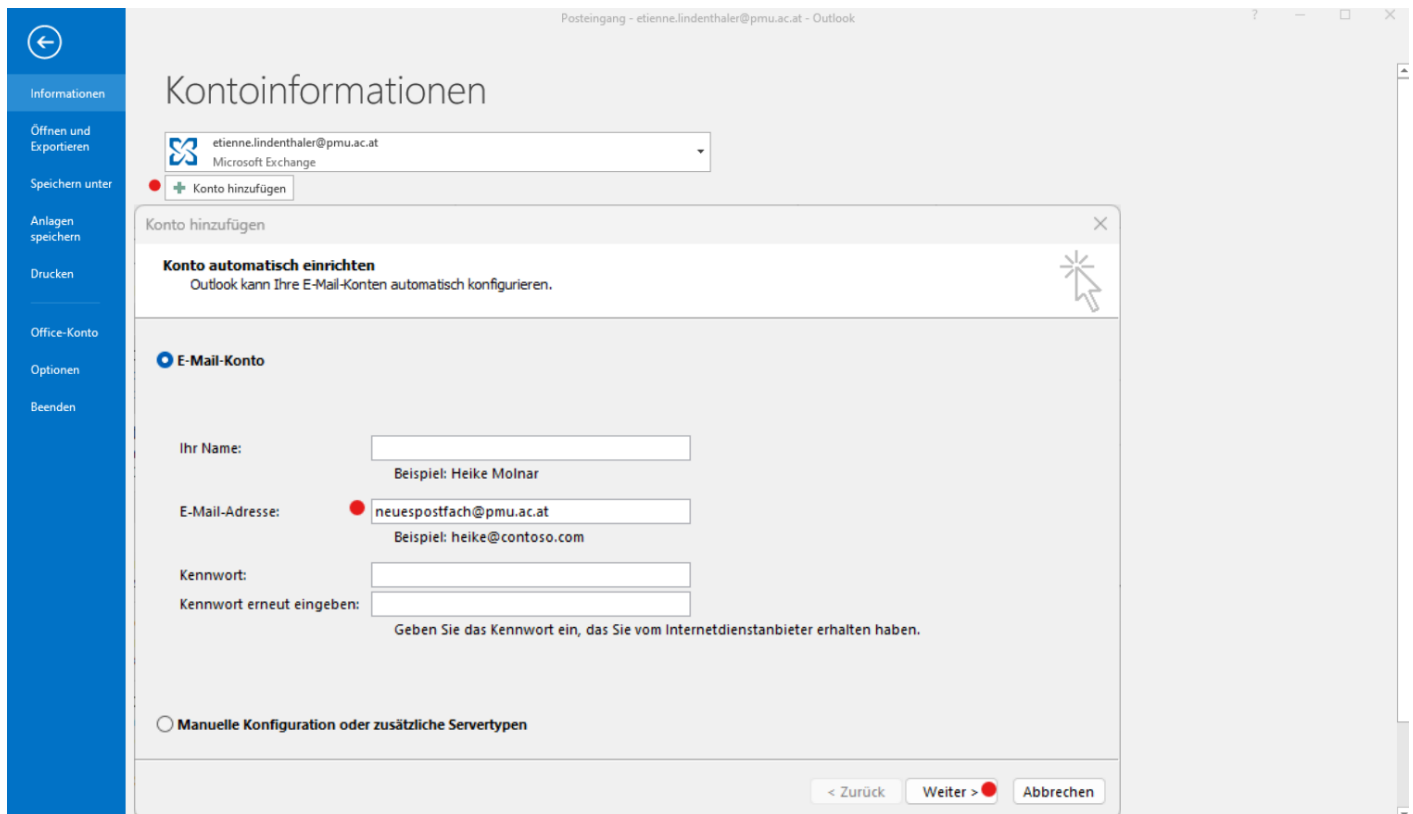 Posteingang - etienne.lindenthaler@pmu.ac.at - Outlook
?
Informationen
Öffnen und
Exportieren
Speichern unter
Anlagen
speichern
Drucken
Office-Konto
Optionen
Beenden
Kontoinformationen
etienne.lindenthaler@pmu.ac.at
Microsoft Exchange
Konto hinzufügen
Konto hinzufügen
Konto automatisch einrichten
Outlook kann Ihre E-Mail-Konten automatisch konfigurieren.
E-Mail-Konto
Ihr Name:
Beispiel: Heike Molnar
E-Mail-Adresse: neuespostfach@pmu.ac.at
Beispiel: heike@contoso.com
Kennwort:
Kennwort erneut eingeben:
Geben Sie das Kennwort ein, das Sie vom Internetdienstanbieter erhalten haben.
Manuelle Konfiguration oder zusätzliche Servertypen
< Zurück Weiter > Abbrechen